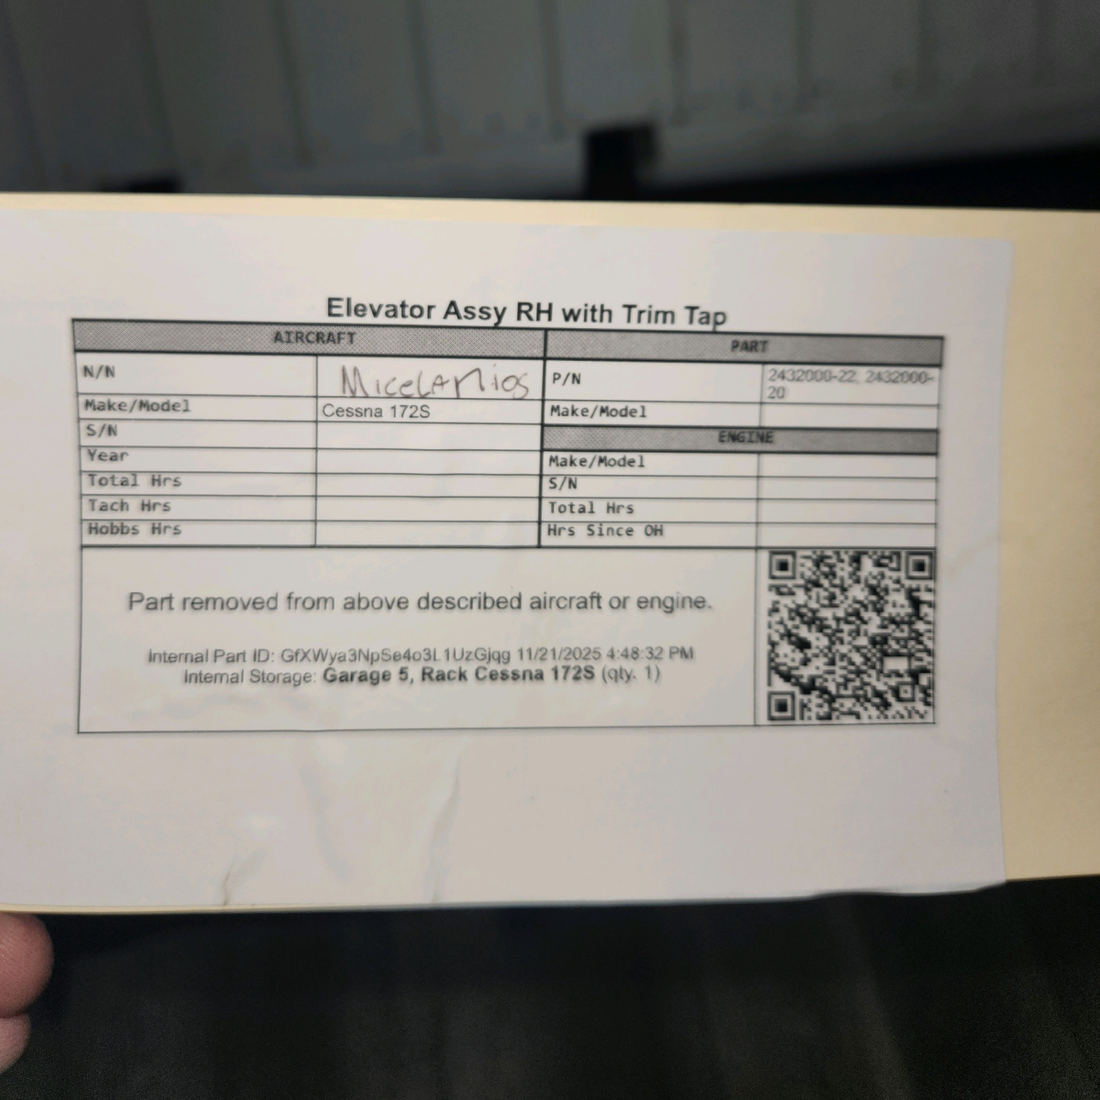 Elevator Assy RH with Trim Tap
AIRCRAFT
PART
N/N
Micelanios
P/N
2432000-22, 2432000-
20
Make/Model
Cessna 172S
Make/Model
S/N
ENGINE
Year
Make/Model
Total Hrs
S/N
Tach Hrs
Total Hrs
Hobbs Hrs
Hrs Since OH
Part removed from above described aircraft or engine.
Internal Part ID: GfXWya3NpSe4o3L1UzGjqg 11/21/2025 4:48:32 PM
Internal Storage: Garage 5, Rack Cessna 172S (qty. 1)